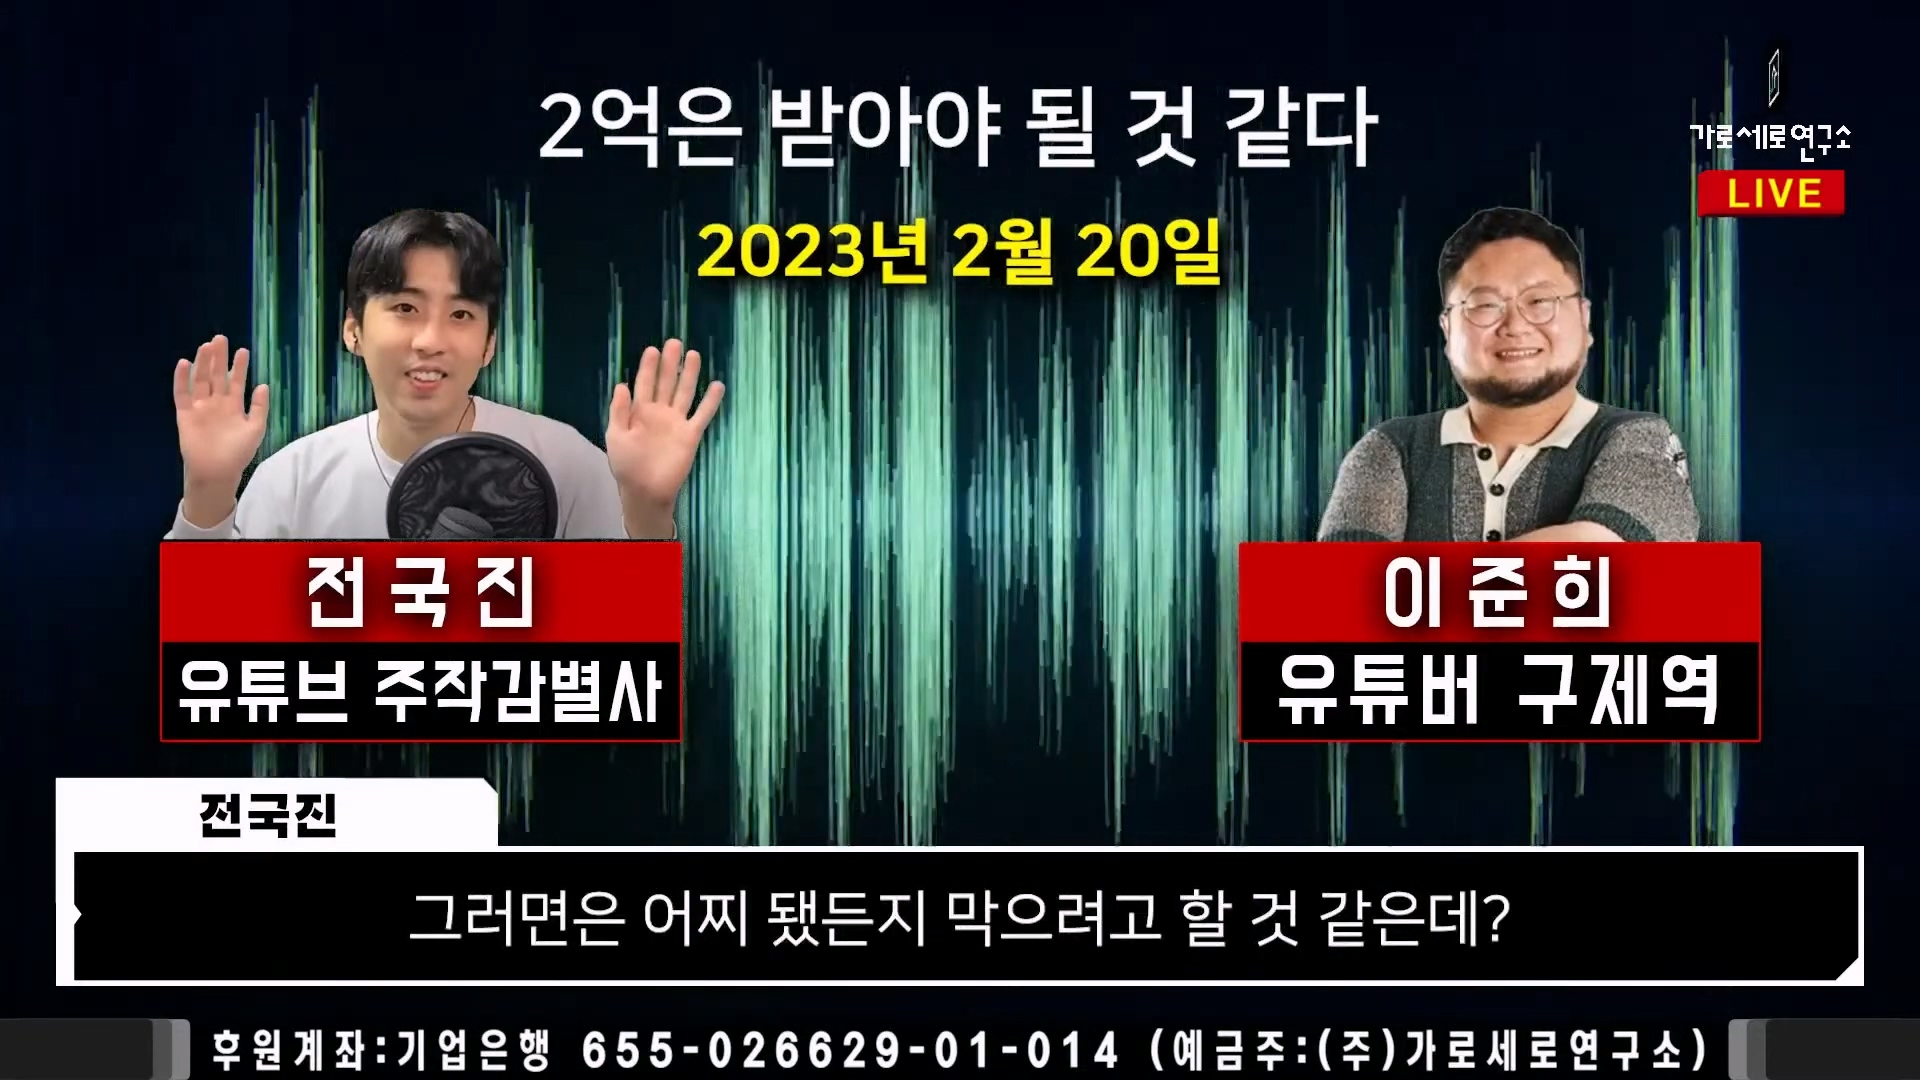 2억은 받아야 될 것 같다
가로세로연구소
LIVE
2023년 2월 20일
전국진
유튜브 주작감별사
이준희
유튜버 구제역
전국진
그러면은 어찌 됐든지 막으려고 할 것 같은데?
후원계좌:기업은행 655-026629-01-014 (예금주:(주)가로세로연구소)